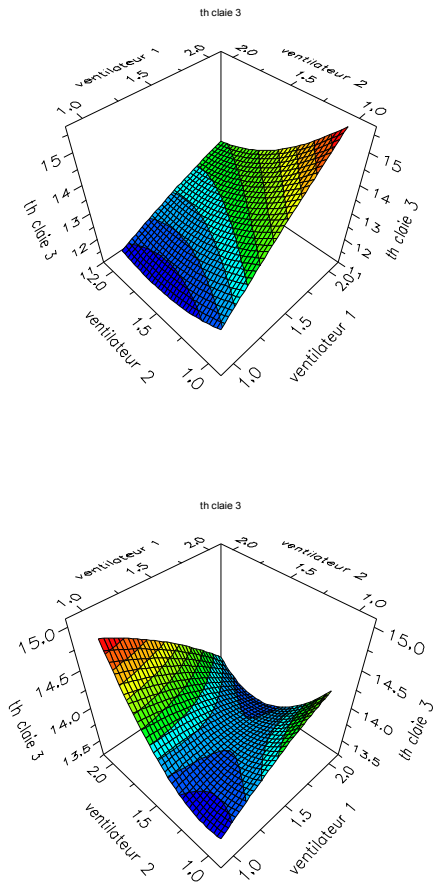 th claie 3
ventilateur 1
ventilateur 2
1.0 1.5 2.0 2.0 1.5 1.0
15 15
14 14
13 13
12 12
th claie 3
th claie 3
2.0 2.0
1.5 1.5
1.0 1.0
ventilateur 2
ventilateur 1
th claie 3
ventilateur 1
ventilateur 2
1.0 1.5 2.0 2.0 1.5 1.0
15.0 15.0
14.5 14.5
14.0 14.0
13.5 13.5
th claie 3
th claie 3
2.0 2.0
1.5 1.5
1.0 1.0
ventilateur 2
ventilateur 1